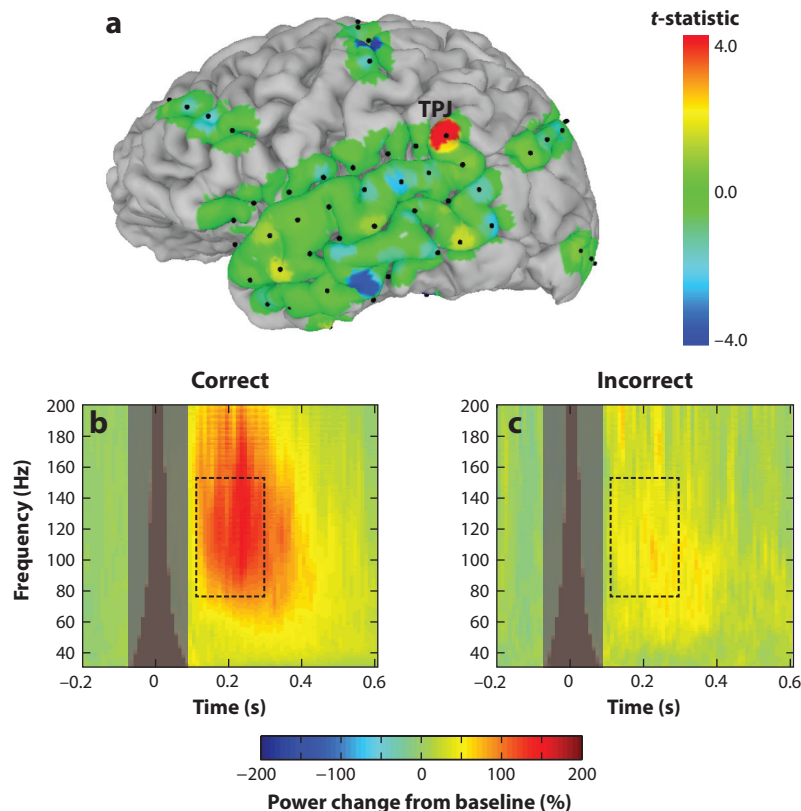 a
t-statistic
4.0
0.0
−4.0
TPJ
Correct
b
200
180
160
140
120
100
80
60
40
Frequency (Hz)
−0.2 0 0.2 0.4 0.6
Time (s)
Incorrect
c
200
180
160
140
120
100
80
60
40
−0.2 0 0.2 0.4 0.6
Time (s)
−200 −100 0 100 200
Power change from baseline (%)